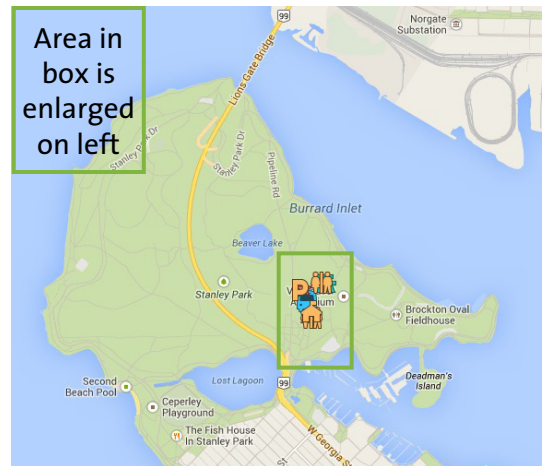 Area in
box is
enlarged
on left
99
Norgate
Substation
Lions Gate Bridge
Stanley Park Dr
Stanley Park Dr
Pipeline Rd
Burrard Inlet
Beaver Lake
Stanley Park
P
Brockton Oval
Fieldhouse
Deadman's
Island
Second
Beach Pool
Lost Lagoon
99
Ceperley
Playground
The Fish House
In Stanley Park
W Georgia St
St